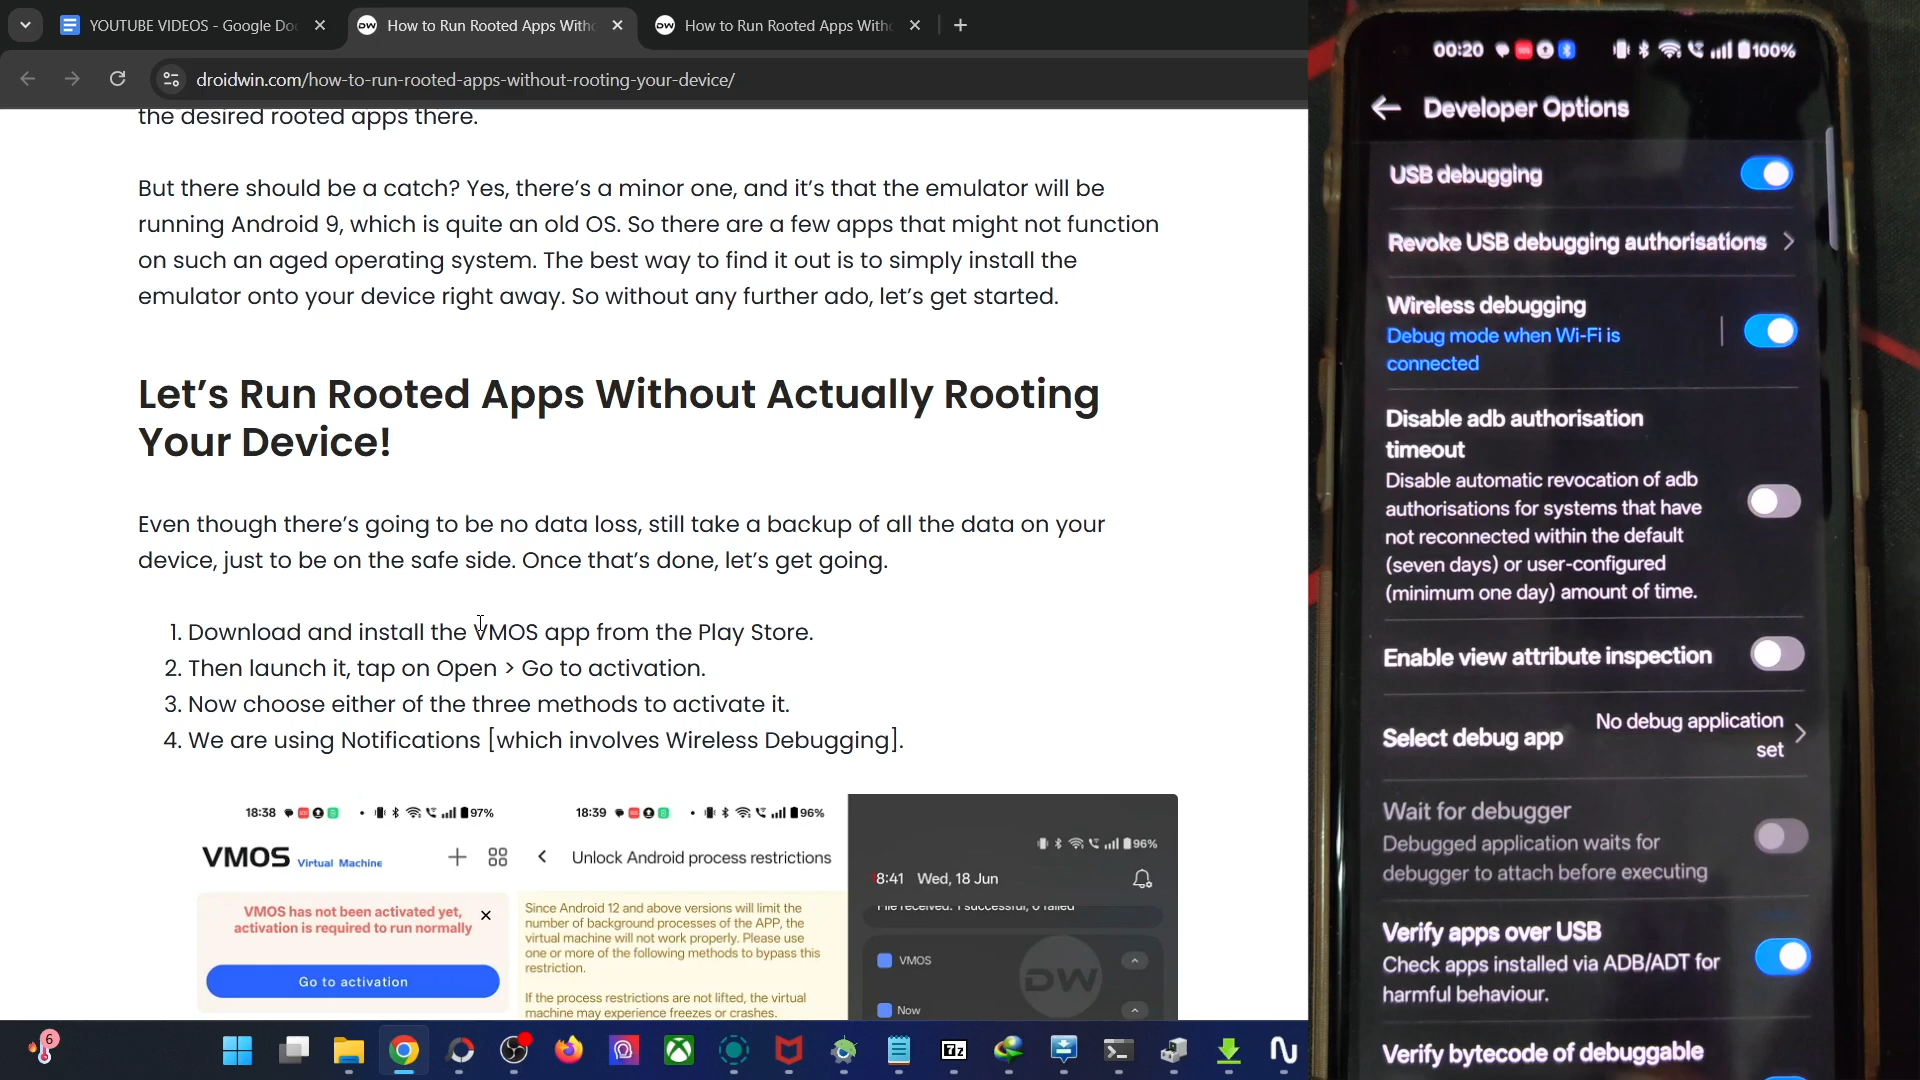 YOUTUBE VIDEOS - Google Do
How to Run Rooted Apps With
How to Run Rooted Apps With
droidwin.com/how-to-run-rooted-apps-without-rooting-your-device/
the desired rooted apps there.
But there should be a catch? Yes, there’s a minor one, and it’s that the emulator will be
running Android 9, which is quite an old OS. So there are a few apps that might not function
on such an aged operating system. The best way to find it out is to simply install the
emulator onto your device right away. So without any further ado, let’s get started.
Let’s Run Rooted Apps Without Actually Rooting
Your Device!
Even though there’s going to be no data loss, still take a backup of all the data on your
device, just to be on the safe side. Once that’s done, let’s get going.
1. Download and install the VMOS app from the Play Store.
2. Then launch it, tap on Open > Go to activation.
3. Now choose either of the three methods to activate it.
4. We are using Notifications [which involves Wireless Debugging].
18:38 97%
VMOS Virtual Machine
VMOS has not been activated yet,
activation is required to run normally
Go to activation
18:39 96%
Unlock Android process restrictions
Since Android 12 and above versions will limit the
number of background processes of the APP, the
virtual machine will not work properly. Please use
one or more of the following methods to bypass this
restriction.
If the process restrictions are not lifted, the virtual
machine may experience freezes or crashes.
96%
18:41 Wed, 18 Jun
File received: 1 successful, 0 failed
VMOS
DW
Now
6
7z
00:20 100%
Developer Options
USB debugging
Revoke USB debugging authorisations
Wireless debugging
Debug mode when Wi-Fi is
connected
Disable adb authorisation
timeout
Disable automatic revocation of adb
authorisations for systems that have
not reconnected within the default
(seven days) or user-configured
(minimum one day) amount of time.
Enable view attribute inspection
Select debug app
No debug application
set
Wait for debugger
Debugged application waits for
debugger to attach before executing
Verify apps over USB
Check apps installed via ADB/ADT for
harmful behaviour.
Verify bytecode of debuggable